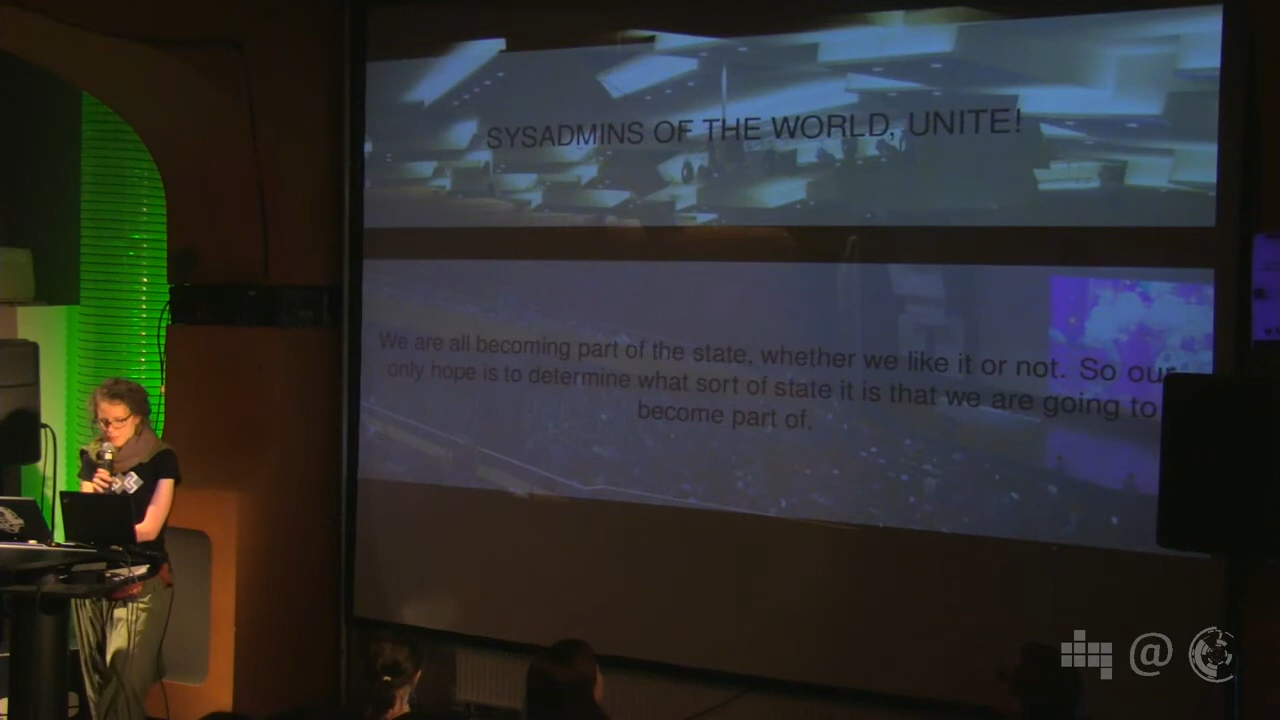 SYSADMINS OF THE WORLD, UNITE!
We are all becoming part of the state. whether we like it or not. So our
only hope is to determine what sort of state it is that we are going to
become part of.
@